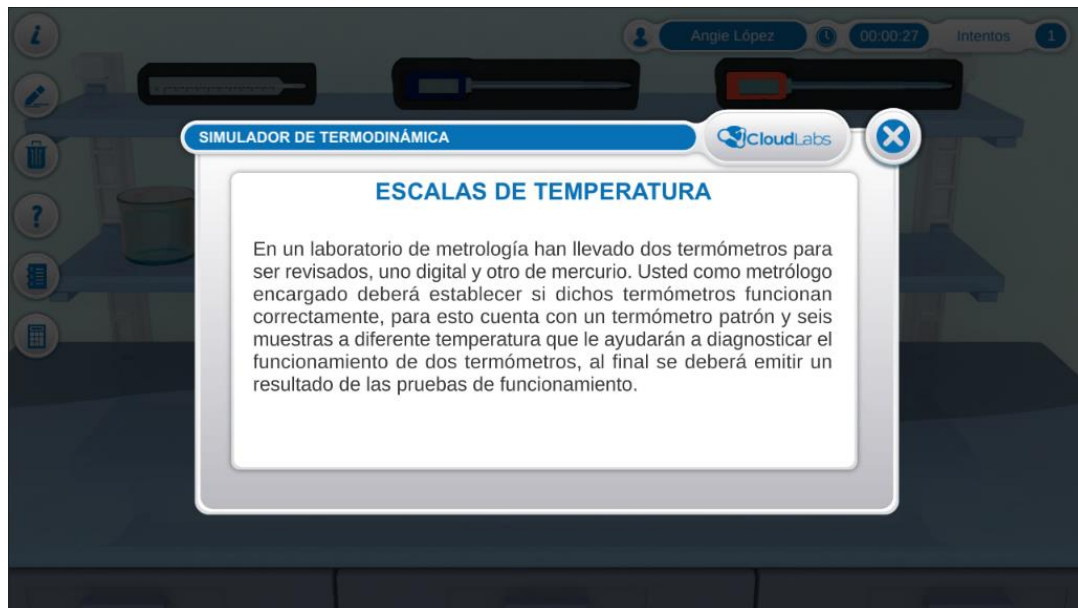 Angie López
00:00:27
Intentos
1
SIMULADOR DE TERMODINÁMICA
CloudLabs
ESCALAS DE TEMPERATURA
En un laboratorio de metrología han llevado dos termómetros para
ser revisados, uno digital y otro de mercurio. Usted como metrólogo
encargado deberá establecer si dichos termómetros funcionan
correctamente, para esto cuenta con un termómetro patrón y seis
muestras a diferente temperatura que le ayudarán a diagnosticar el
funcionamiento de dos termómetros, al final se deberá emitir un
resultado de las pruebas de funcionamiento.